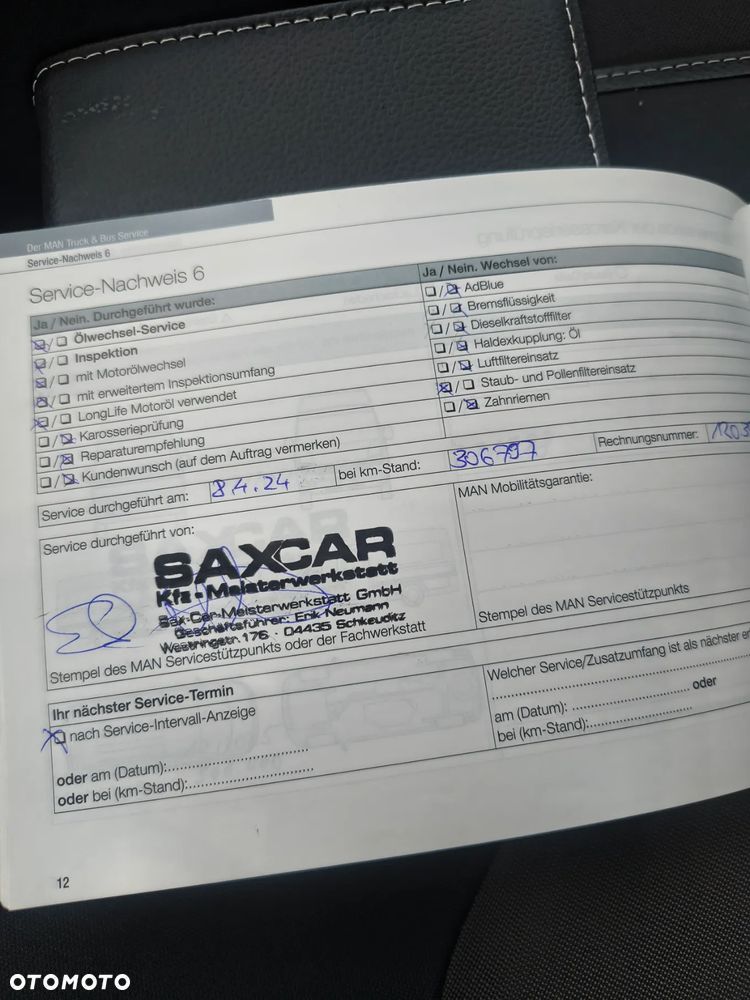 Der MAN Truck & Bus Service
Service-Nachweis 6
Service-Nachweis 6
Ja / Nein. Durchgeführt wurde:
Ölwechsel-Service
Inspektion
mit Motorölwechsel
mit erweitertem Inspektionsumfang
LongLife Motoröl verwendet
Karosserieprüfung
Reparaturempfehlung
Kundenwunsch (auf dem Auftrag vermerken)
Ja / Nein. Wechsel von:
AdBlue
Bremsflüssigkeit
Dieselkraftstofffilter
Haldexkupplung: Öl
Luftfiltereinsatz
Staub- und Pollenfiltereinsatz
Zahnriemen
Service durchgeführt am: 8.4.24 bei km-Stand: 306797 Rechnungsnummer:
Service durchgeführt von:
SAXCAR
Kfz-Meisterwerkstatt
Sax-Car-Meisterwerkstatt GmbH
Geschäftsführer: Erik Neumann
Westringstr. 176 · 04435 Schkeuditz
Stempel des MAN Servicestützpunkts oder der Fachwerkstatt
MAN Mobilitätsgarantie:
Stempel des MAN Servicestützpunkts
Ihr nächster Service-Termin
nach Service-Intervall-Anzeige
oder am (Datum):
oder bei (km-Stand):
Welcher Service/Zusatzumfang ist als nächster
am (Datum): oder
bei (km-Stand):
12
OTOMOTO